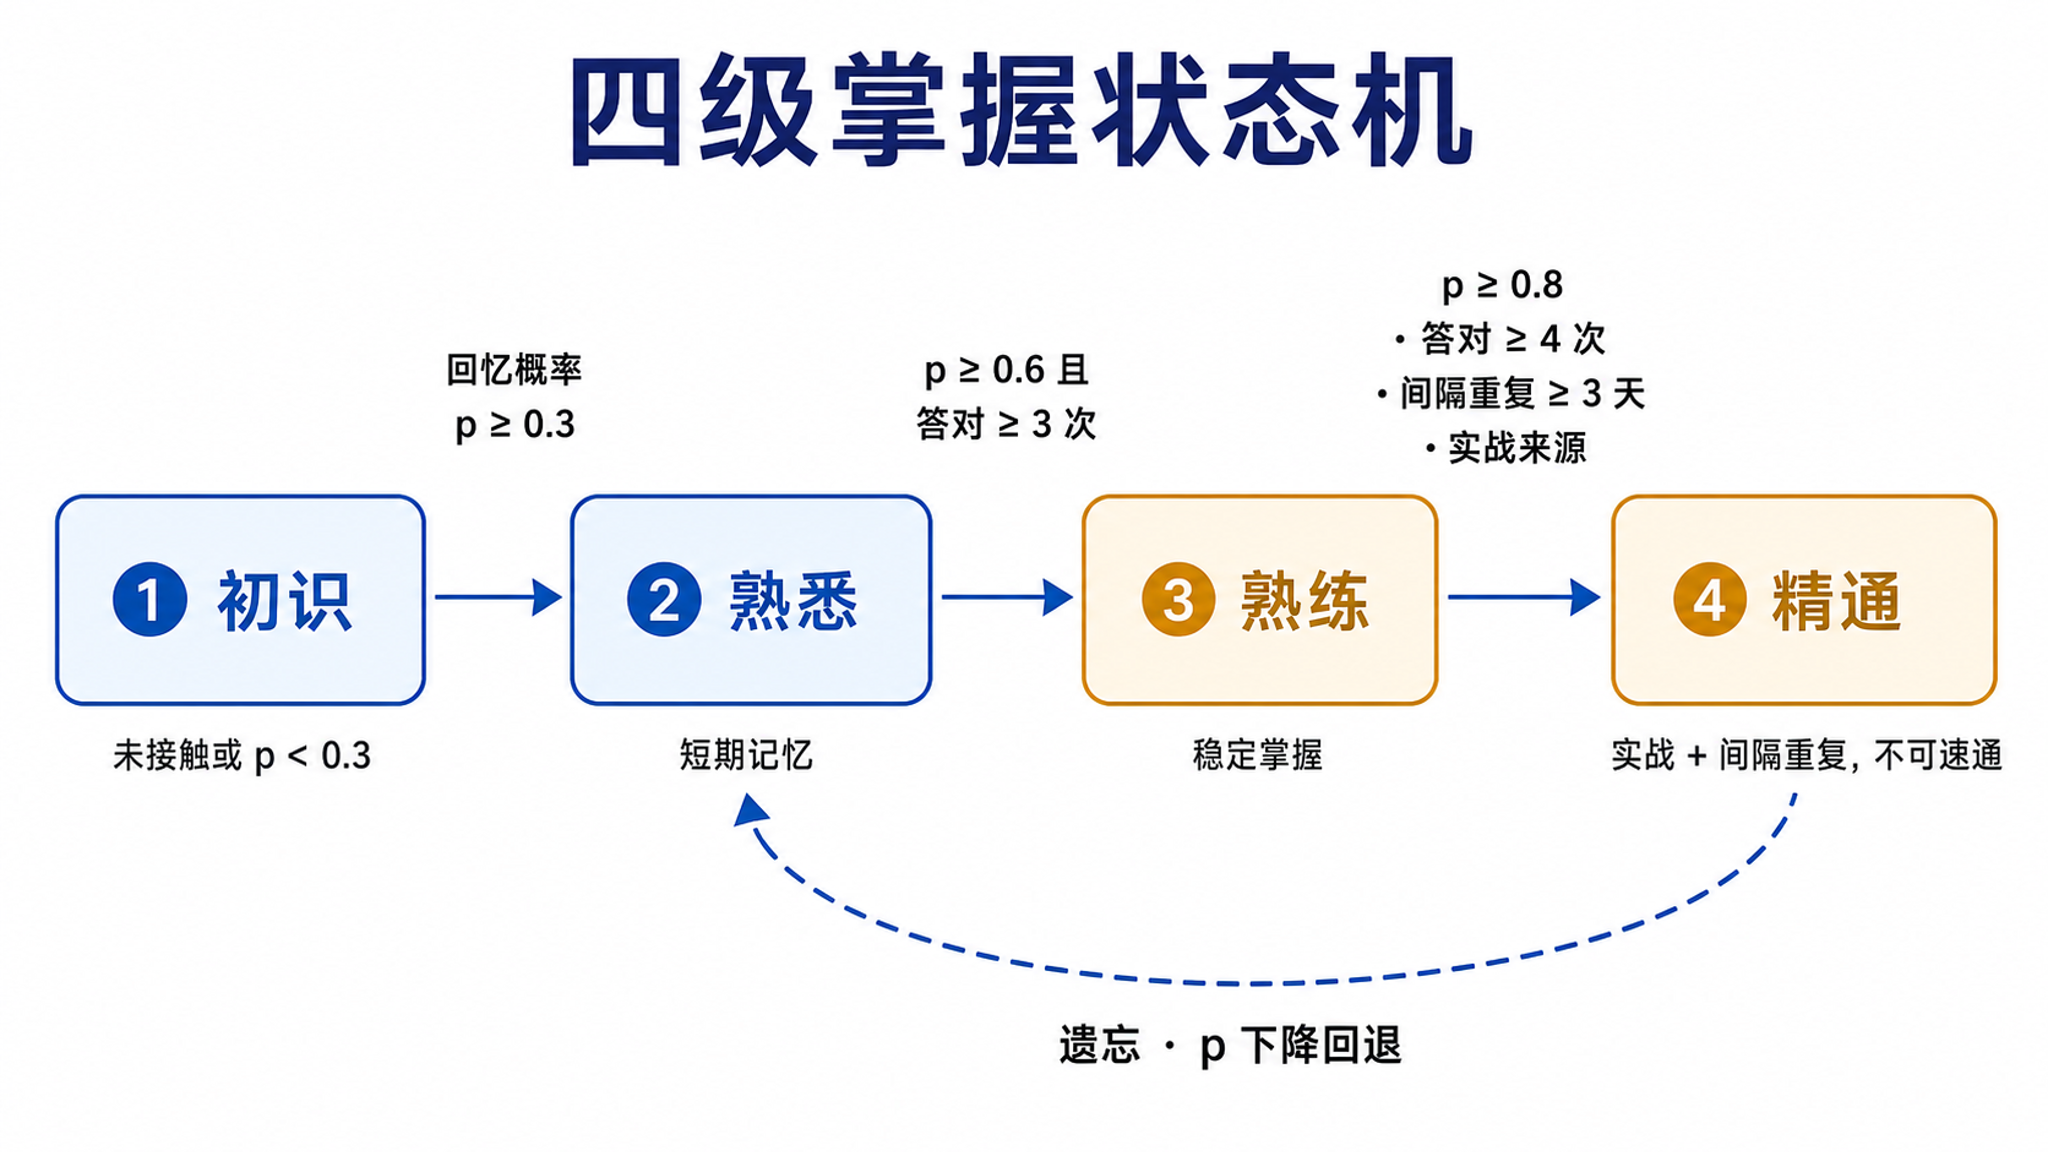 四级掌握状态机
回忆概率
p ≥ 0.3
p ≥ 0.6 且
答对 ≥ 3 次
p ≥ 0.8
• 答对 ≥ 4 次
• 间隔重复 ≥ 3 天
• 实战来源
1 初识
2 熟悉
3 熟练
4 精通
未接触或 p < 0.3
短期记忆
稳定掌握
实战 + 间隔重复, 不可速通
遗忘 · p 下降回退